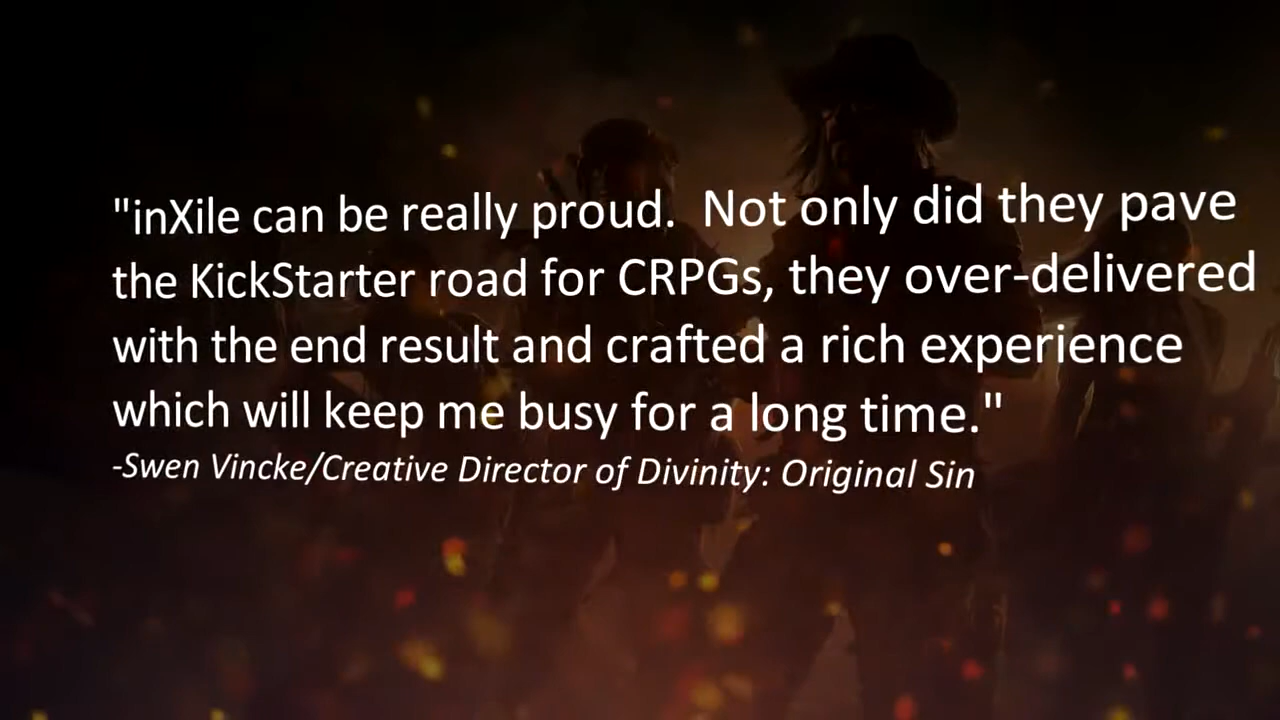 "inXile can be really proud.  Not only did they pave
the KickStarter road for CRPGs, they over-delivered
with the end result and crafted a rich experience
which will keep me busy for a long time."
-Swen Vincke/Creative Director of Divinity: Original Sin